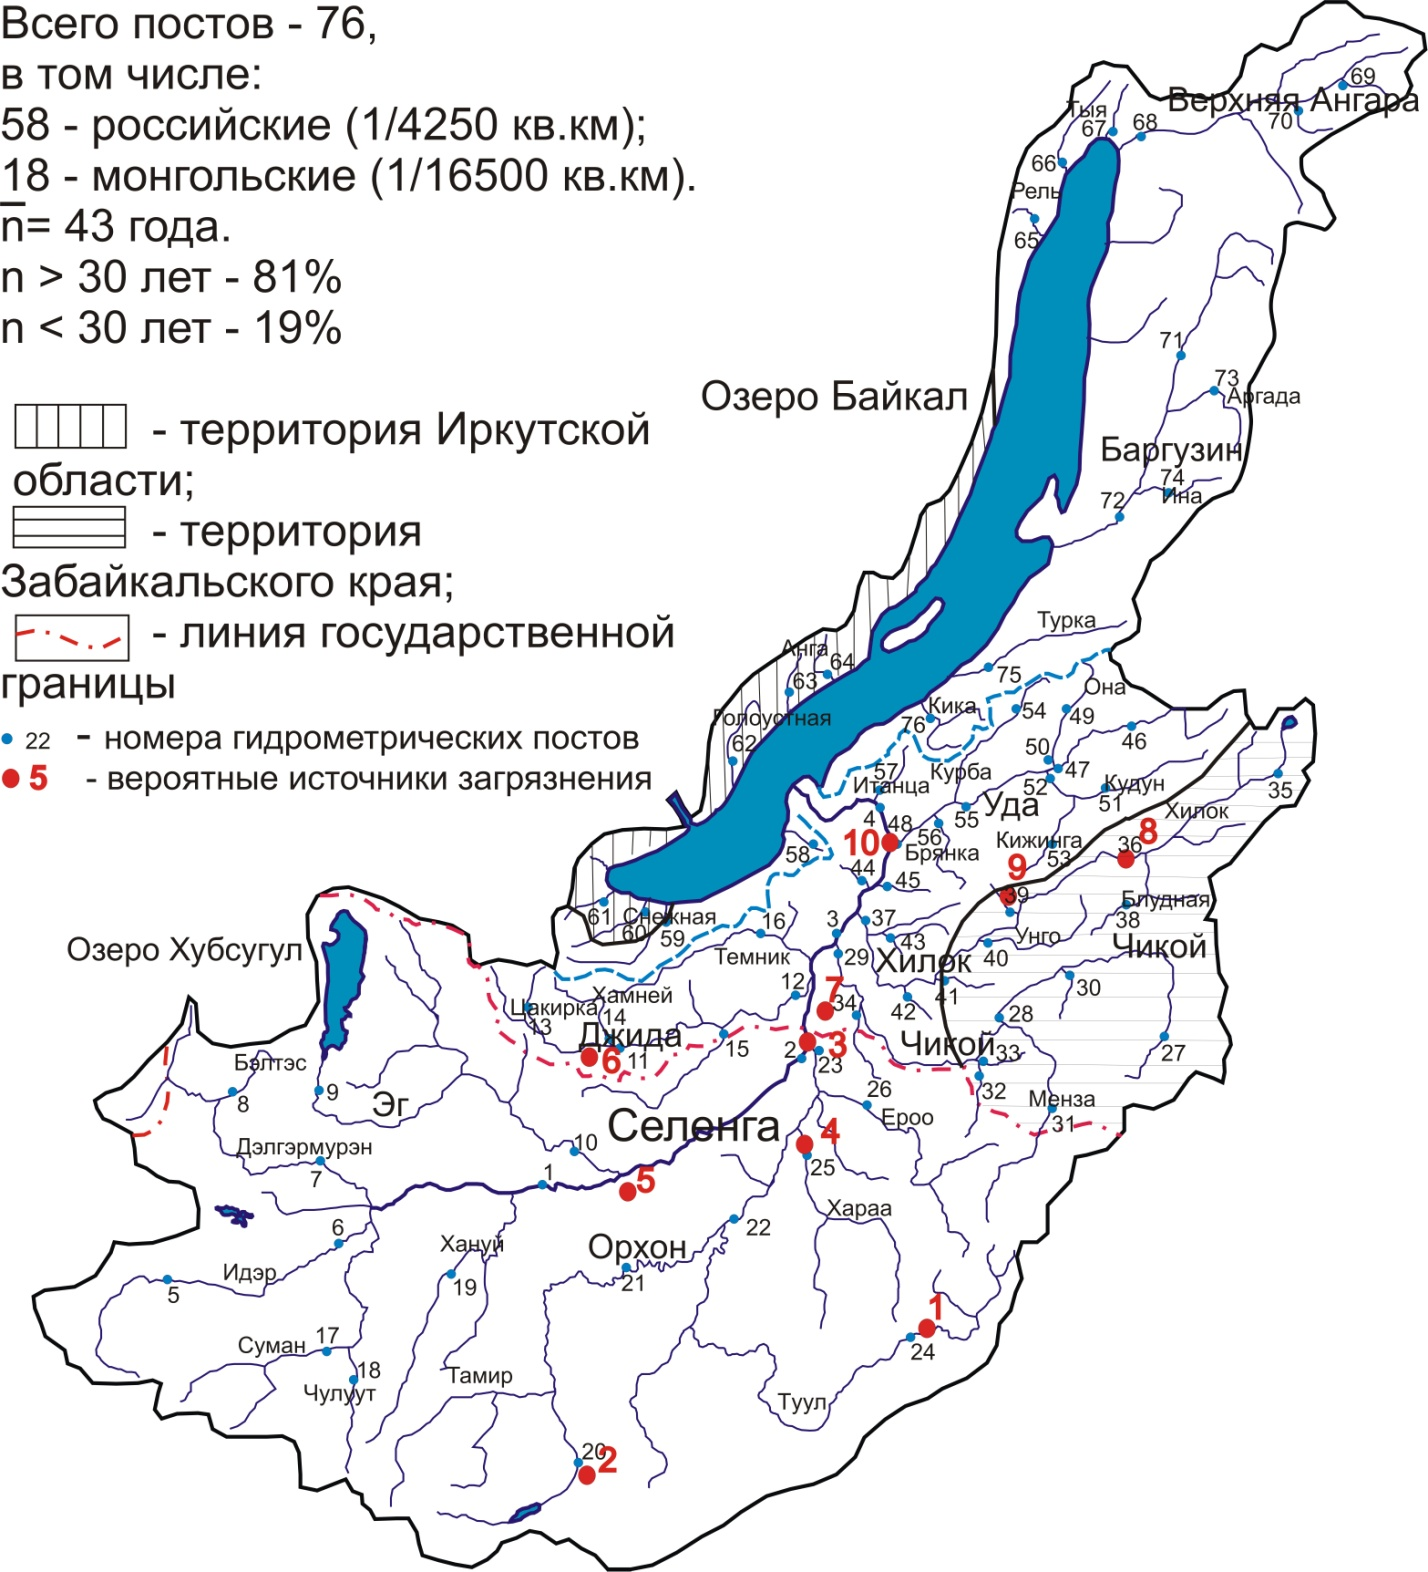 Всего постов - 76,
в том числе:
58 - российские (1/4250 кв.км);
18 - монгольские (1/16500 кв.км).
n̅= 43 года.
n > 30 лет - 81%
n < 30 лет - 19%
- территория Иркутской
области;
- территория
Забайкальского края;
- линия государственной
границы
22 - номера гидрометрических постов
5 - вероятные источники загрязнения
69
Верхняя Ангара
70
Тыя
67
68
66
Рель
65
71
73
Аргада
Озеро Байкал
Баргузин
74
Ина
72
Турка
Анга
64
63
75
Она
Голоустная
Кика
76
54
49
62
46
50
57
Курба
47
Итанца
52
Кудун
51
35
Уда
4
48
55
56
Хилок
8
10
Брянка
Кижинга
36
58
53
9
44
45
39
Блудная
38
61
Снежная
60
59
16
3
37
Унго
Чикой
Озеро Хубсугул
43
Темник
29
Хилок
40
12
41
30
Хамней
7
Цакирка
14
34
42
28
13
Джида
Чикой
15
2
3
33
27
6
11
23
Бэлтэс
9
26
32
Менза
8
Эг
Ероо
31
Селенга
4
Дэлгэрмурэн
10
25
7
1
5
Хараа
6
22
Хануй
Орхон
Идэр
21
5
19
1
Суман
17
24
18
Чулуут
Тамир
Туул
20
2